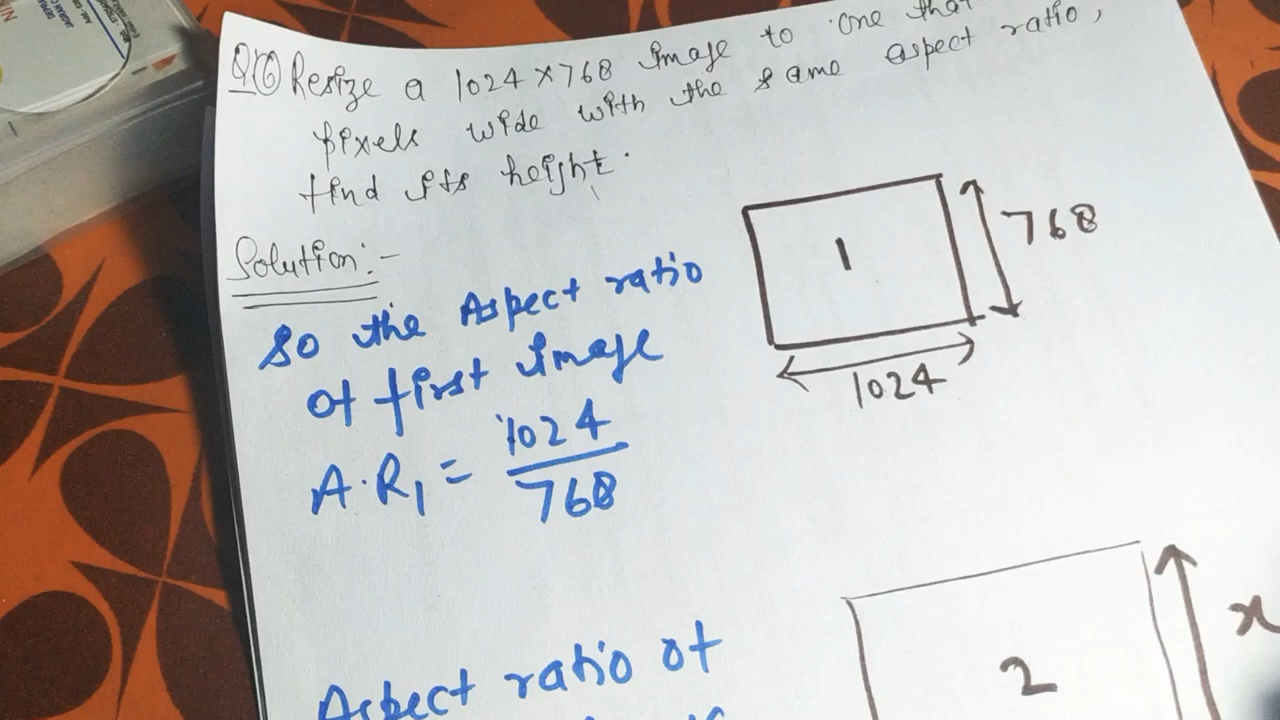 Q16 Resize a 1024 × 768 image to one that
pixels wide with the same aspect ratio,
find its height.
Solution:-
So the Aspect ratio
of first image
A.R₁ = 1024/768
1
768
1024
Aspect ratio of
2
x